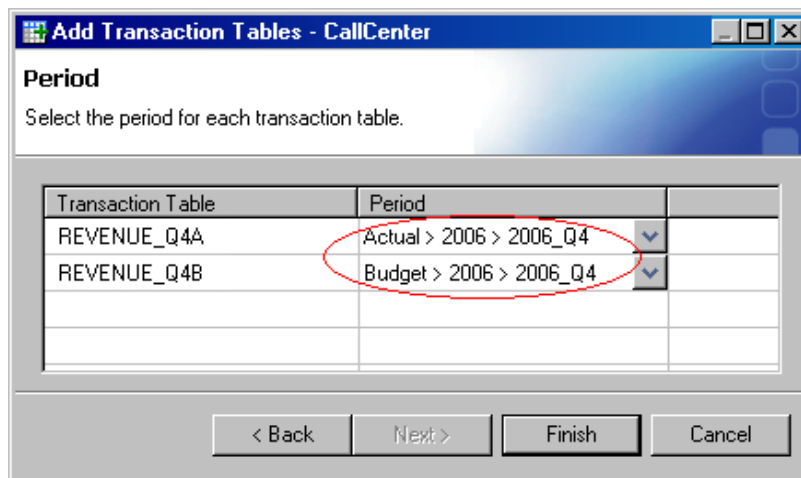 Add Transaction Tables - CallCenter
Period
Select the period for each transaction table.
Transaction Table Period
REVENUE_Q4A Actual > 2006 > 2006_Q4
REVENUE_Q4B Budget > 2006 > 2006_Q4
< Back Next > Finish Cancel